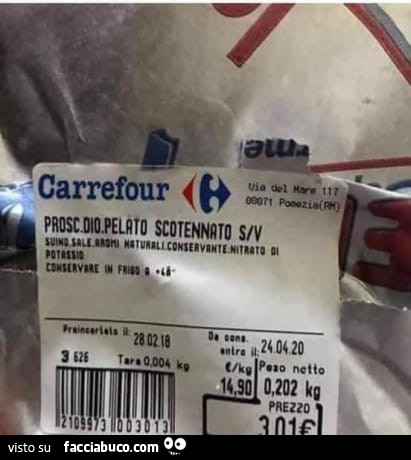 Carrefour
Via del Mare 117
00071 Pomezia(RM)
PROSC.DIO.PELATO SCOTENNATO S/V
SUINO.SALE.AROMI NATURALI.CONSERVANTE:NITRATO DI
POTASSIO
CONSERVARE IN FRIGO A
Preincartato il: 28.02.18
Da cons.
entro il: 24.04.20
3 626
Tara 0,004 kg
€/kg
Peso netto
14,90
0,202 kg
PREZZO
3,01€
2109973 003013
visto su facciabuco.com